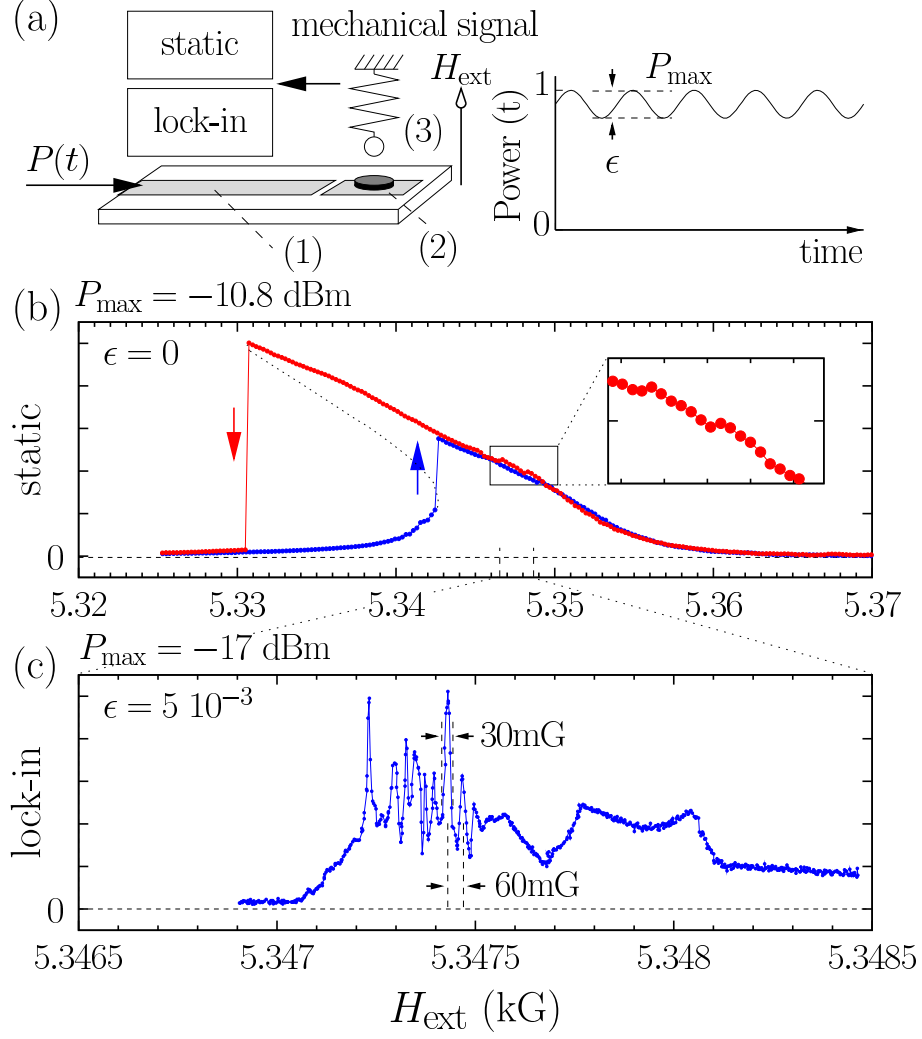 (a)
static
lock-in
mechanical signal
H_ext
(3)
P(t)
(1)
(2)
Power (t)
1
0
P_max
ϵ
time
(b)
P_max = −10.8 dBm
ϵ = 0
static
0
5.32 5.33 5.34 5.35 5.36 5.37
(c)
P_max = −17 dBm
ϵ = 5 10^−3
lock-in
30mG
60mG
0
5.3465 5.347 5.3475 5.348 5.3485
H_ext (kG)